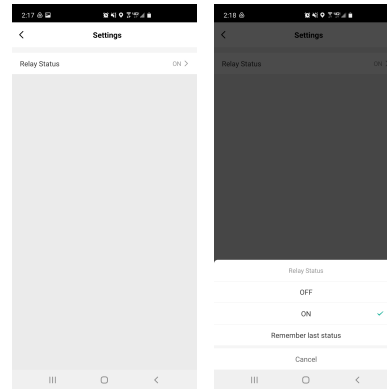 2:17
Settings
Relay Status
ON >
2:18
Settings
Relay Status
ON >
Relay Status
OFF
ON
Remember last status
Cancel